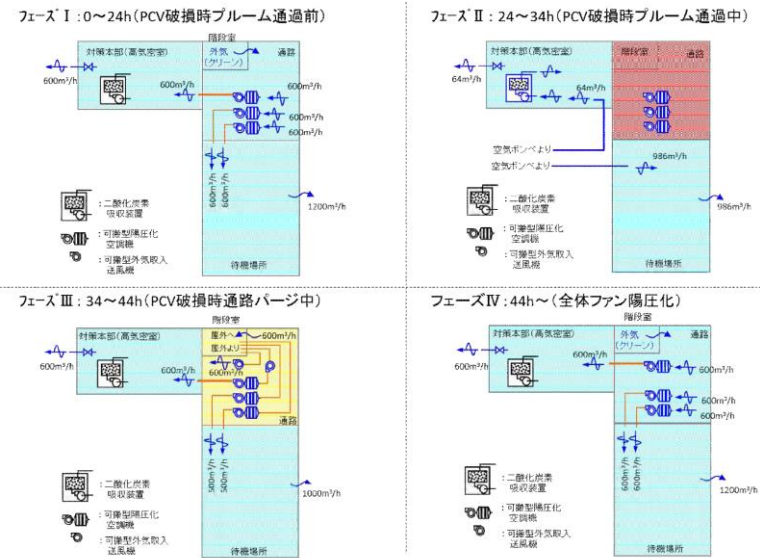 フェーズⅠ:0～24h(PCV破損時プルーム通過前)
階段室
対策本部(高気密室)
外気
(クリーン)
通路
600m³/h
600m³/h
600m³/h
600m³/h
600m³/h
600m³/h
600m³/h
1200m³/h
:二酸化炭素
吸収装置
:可搬型陽圧化
空調機
:可搬型外気取入
送風機
待機場所
フェーズⅡ:24～34h(PCV破損時プルーム通過中)
対策本部(高気密室)
階段室
通路
64m³/h
64m³/h
空気ボンベより
空気ボンベより
986m³/h
986m³/h
:二酸化炭素
吸収装置
:可搬型陽圧化
空調機
:可搬型外気取入
送風機
待機場所
フェーズⅢ:34～44h(PCV破損時通路パージ中)
階段室
対策本部(高気密室)
屋外へ
600m³/h
屋外より
600m³/h
600m³/h
600m³/h
通路
500m³/h
500m³/h
1000m³/h
:二酸化炭素
吸収装置
:可搬型陽圧化
空調機
:可搬型外気取入
送風機
待機場所
フェーズⅣ:44h～(全体ファン陽圧化)
階段室
対策本部(高気密室)
外気
(クリーン)
通路
600m³/h
600m³/h
600m³/h
600m³/h
600m³/h
600m³/h
600m³/h
1200m³/h
:二酸化炭素
吸収装置
:可搬型陽圧化
空調機
:可搬型外気取入
送風機
待機場所